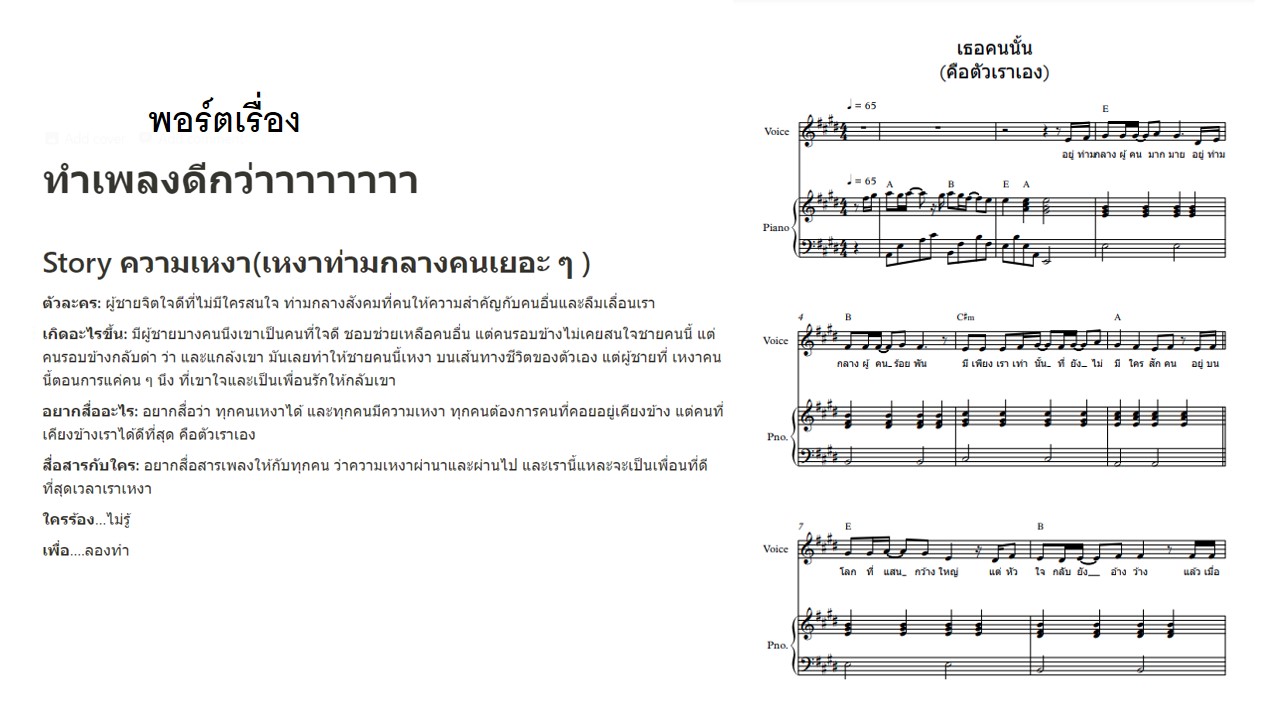 พอร์ตเรื่อง
Add cover
ทำเพลงดีกว่าาาาาาาา
Story ความเหงา(เหงาท่ามกลางคนเยอะ ๆ )
ตัวละคร: ผู้ชายจิตใจดีที่ไม่มีใครสนใจ ท่ามกลางสังคมที่คนให้ความสำคัญกับคนอื่นและลืมเลื่อนเรา
เกิดอะไรขึ้น: มีผู้ชายบางคนนึงเขาเป็นคนที่ใจดี ชอบช่วยเหลือคนอื่น แต่คนรอบข้างไม่เคยสนใจชายคนนี้ แต่
คนรอบข้างกลับด่า ว่า และแกล้งเขา มันเลยทำให้ชายคนนี้เหงา บนเส้นทางชีวิตของตัวเอง แต่ผู้ชายที่ เหงาคน
นี้ตอนการแค่คน ๆ นึง ที่เขาใจและเป็นเพื่อนรักให้กลับเขา
อยากสื่ออะไร: อยากสื่อว่า ทุกคนเหงาได้ และทุกคนมีความเหงา ทุกคนต้องการคนที่คอยอยู่เคียงข้าง แต่คนที่
เคียงข้างเราได้ดีที่สุด คือตัวเราเอง
สื่อสารกับใคร: อยากสื่อสารเพลงให้กับทุกคน ว่าความเหงาผ่านาและผ่านไป และเรานี้แหละจะเป็นเพื่อนที่ดี
ที่สุดเวลาเราเหงา
ใครร้อง...ไม่รู้
เพื่อ....ลองทำ
เธอคนนั้น
(คือตัวเราเอง)
♩ = 65
E
Voice
อยู่ ท่ามกลาง ผู้ คน มาก มาย อยู่ ท่าม
♩ = 65
A B E A
Piano
4
B C#m A
Voice
กลาง ผู้ คน_ ร้อย พัน มี เพียง เรา เท่า นั้น_ ที่ ยัง_ ไม่ มี ใคร สัก คน อยู่ บน
Pno.
7
E B
Voice
โลก ที่ แสน_ กว้าง ใหญ่ แต่ หัว ใจ กลับ ยัง__ อ้าง ว้าง แล้ว เมื่อ
Pno.